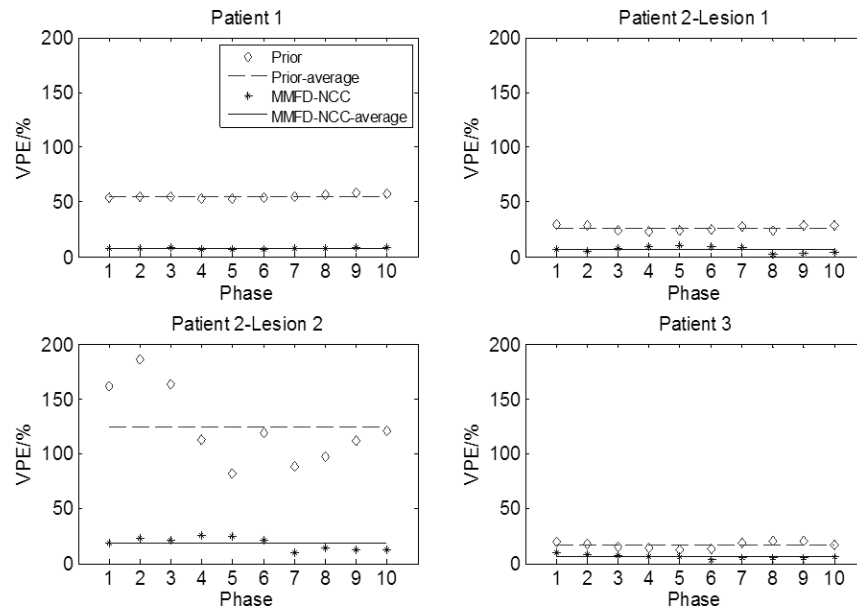 Patient 1
200
150
100
50
0
VPE/%
Prior
Prior-average
MMFD-NCC
MMFD-NCC-average
1 2 3 4 5 6 7 8 9 10
Phase
Patient 2-Lesion 1
200
150
100
50
0
VPE/%
1 2 3 4 5 6 7 8 9 10
Phase
Patient 2-Lesion 2
200
150
100
50
0
VPE/%
1 2 3 4 5 6 7 8 9 10
Phase
Patient 3
200
150
100
50
0
VPE/%
1 2 3 4 5 6 7 8 9 10
Phase